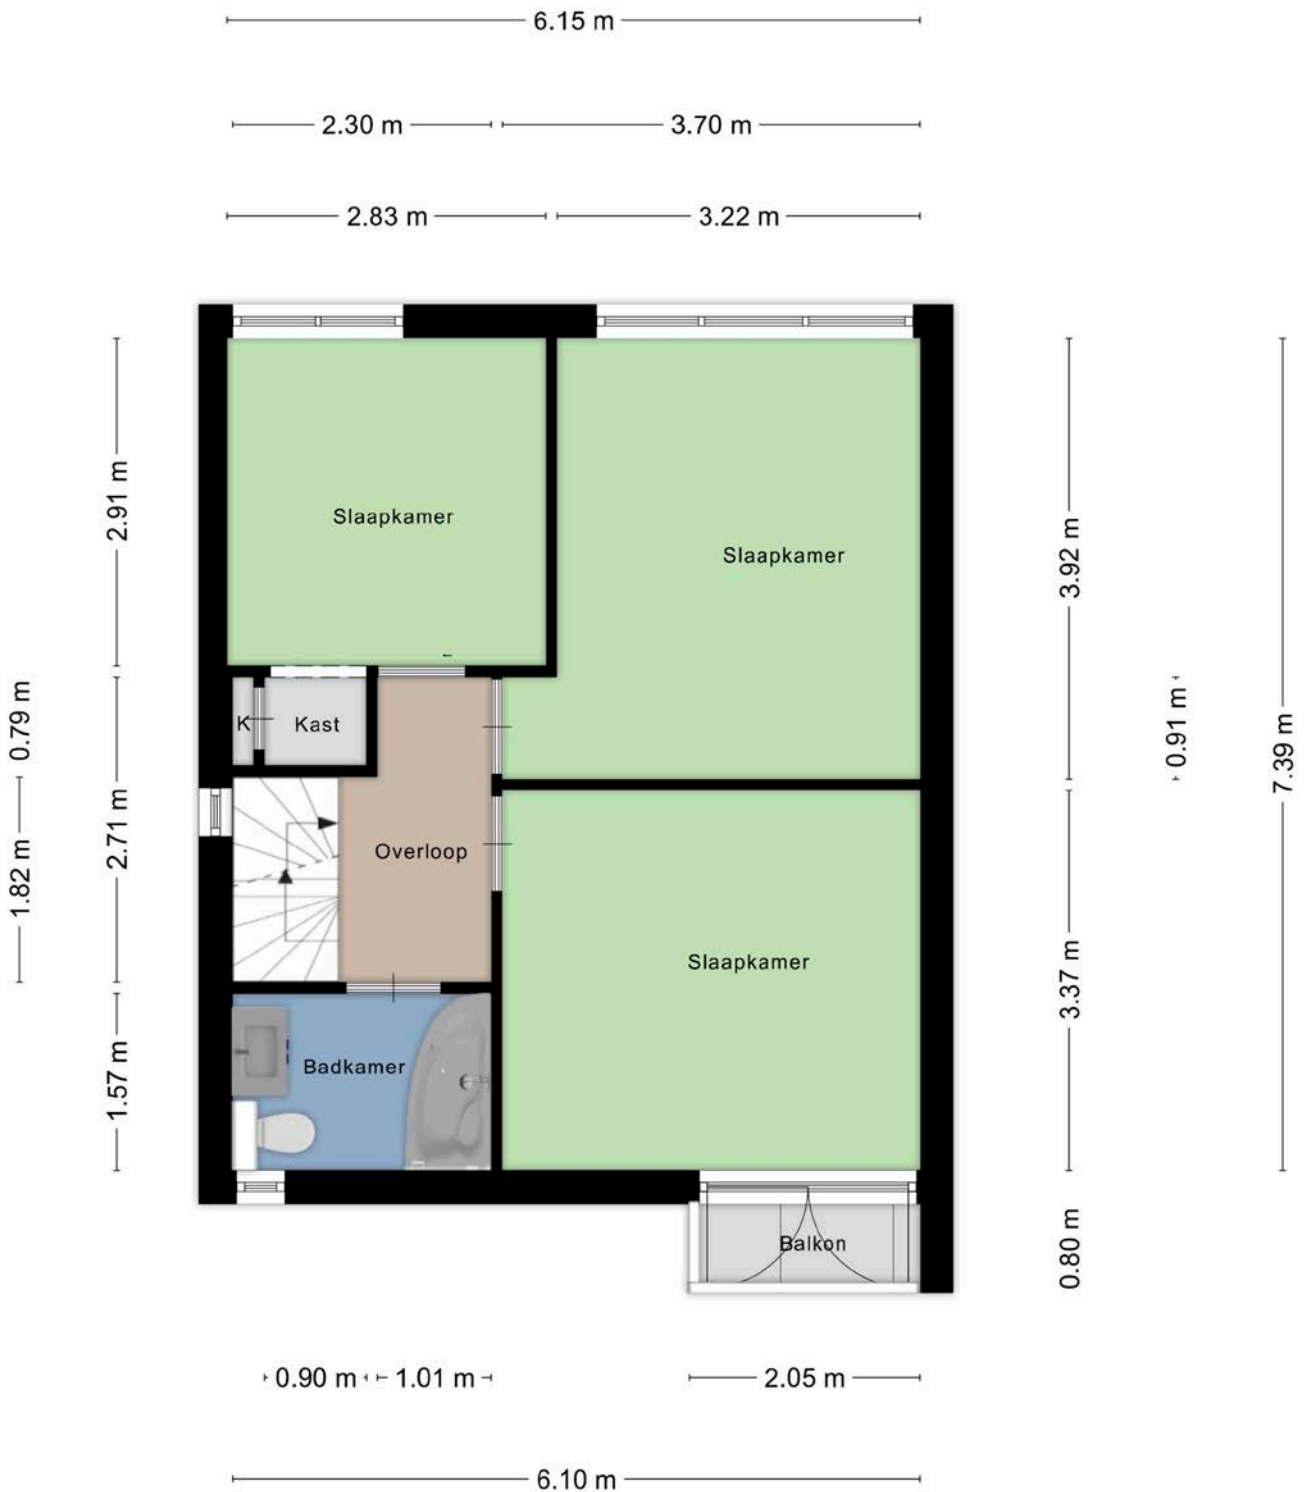 6.15 m
2.30 m
3.70 m
2.83 m
3.22 m
2.91 m
Slaapkamer
Slaapkamer
3.92 m
0.79 m
K
Kast
0.91 m
7.39 m
2.71 m
1.82 m
Overloop
Slaapkamer
3.37 m
1.57 m
Badkamer
Balkon
0.80 m
0.90 m
1.01 m
2.05 m
6.10 m